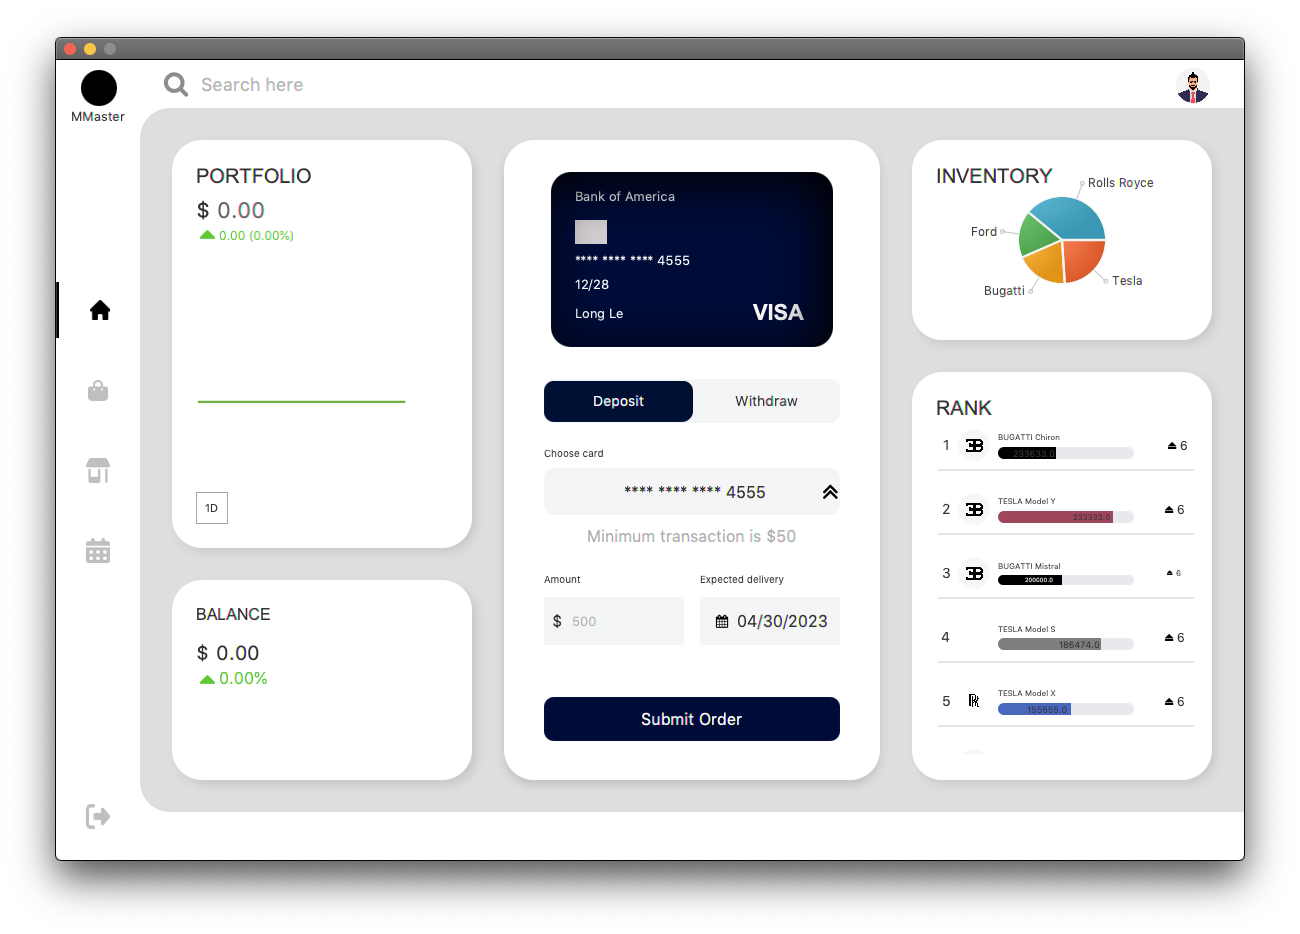 Search here
MMaster
PORTFOLIO
$ 0.00
0.00 (0.00%)
1D
BALANCE
$ 0.00
0.00%
Bank of America
**** **** **** 4555
12/28
Long Le
VISA
Deposit
Withdraw
Choose card
**** **** **** 4555
Minimum transaction is $50
Amount
Expected delivery
$ 500
04/30/2023
Submit Order
INVENTORY
Rolls Royce
Ford
Bugatti
Tesla
RANK
1 BUGATTI Chiron
233633.0
6
2 TESLA Model Y
233333.0
6
3 BUGATTI Mistral
200000.0
6
4 TESLA Model S
186474.0
6
5 TESLA Model X
155555.0
6